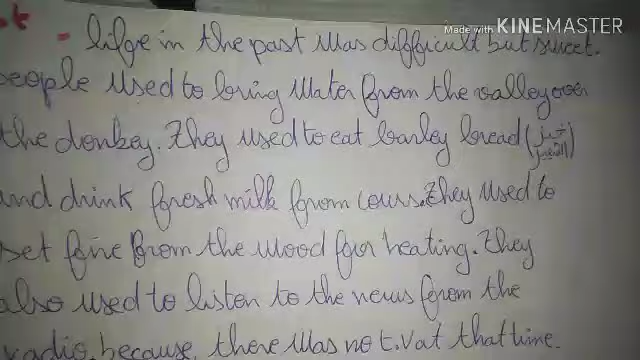 Made with KINEMASTER
t - life in the past was difficult but sweet.
people used to bring water from the valley over
the donkey. They used to eat barley bread (خبز الشعير)
and drink fresh milk from cows. They used to
set fire from the wood for heating. They
also used to listen to the news from the
radio. because there was no t.v at that time.